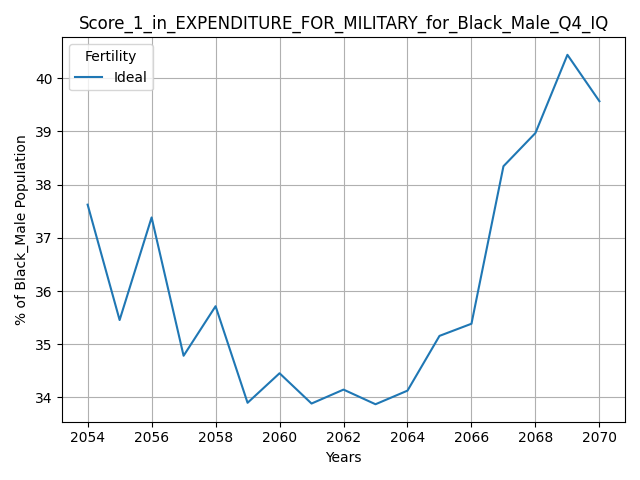 Score_1_in_EXPENDITURE_FOR_MILITARY_for_Black_Male_Q4_IQ
Fertility
Ideal
% of Black_Male Population
40
39
38
37
36
35
34
2054 2056 2058 2060 2062 2064 2066 2068 2070
Years